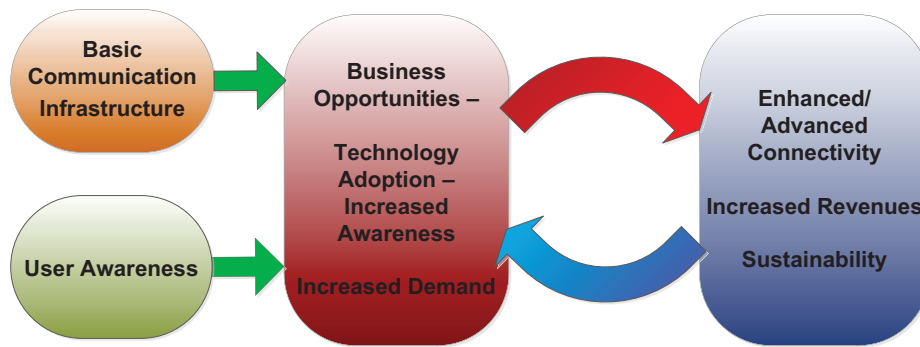 Basic
Communication
Infrastructure
User Awareness
Business
Opportunities –
Technology
Adoption –
Increased
Awareness
Increased Demand
Enhanced/
Advanced
Connectivity
Increased Revenues
Sustainability